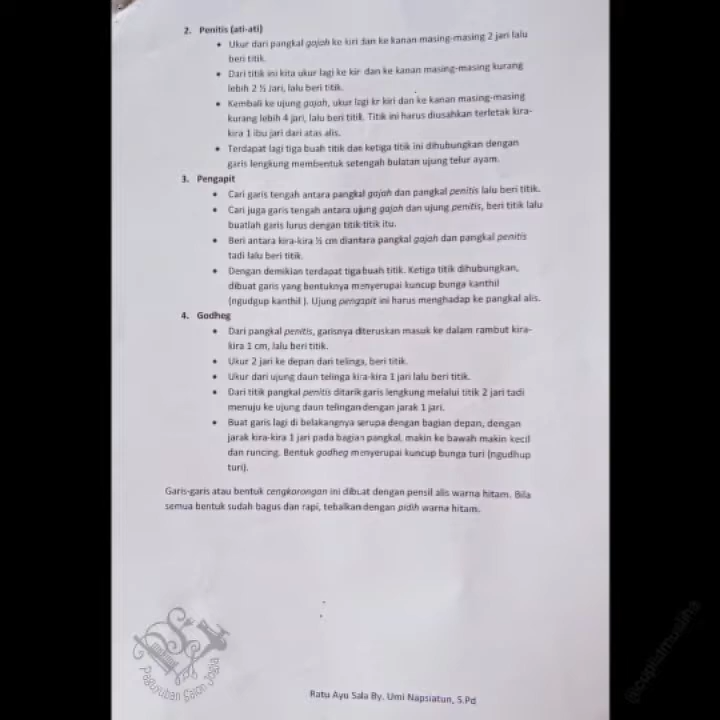 2. Penitis (ati-ati)
• Ukur dari pangkal gajah ke kiri dan ke kanan masing-masing 2 jari lalu
beri titik.
• Dari titik ini kita ukur lagi ke kiri dan ke kanan masing-masing kurang
lebih 2 ½ Jari, lalu beri titik.
• Kembali ke ujung gajah, ukur lagi kr kiri dan ke kanan masing-masing
kurang lebih 4 jari, lalu beri titik. Titik ini harus diusahkan terletak kira-
kira 1 ibu jari dari atas alis.
• Terdapat lagi tiga buah titik dan ketiga titik ini dihubungkan dengan
garis lengkung membentuk setengah bulatan ujung telur ayam.
3. Pengapit
• Cari garis tengah antara pangkal gajah dan pangkal penitis lalu beri titik.
• Cari juga garis tengah antara ujung gajah dan ujung penitis, beri titik lalu
buatlah garis lurus dengan titik-titik itu.
• Beri antara kira-kira ½ cm diantara pangkal gajah dan pangkal penitis
tadi lalu beri titik.
• Dengan demikian terdapat tiga buah titik. Ketiga titik dihubungkan,
dibuat garis yang bentuknya menyerupai kuncup bunga kanthil
(ngudgup kanthil ). Ujung pengapit ini harus menghadap ke pangkal alis.
4. Godheg
• Dari pangkal penitis, garisnya diteruskan masuk ke dalam rambut kira-
kira 1 cm, lalu beri titik.
• Ukur 2 jari ke depan dari telinga, beri titik.
• Ukur dari ujung daun telinga kira-kira 1 jari lalu beri titik.
• Dari titik pangkal penitis ditarik garis lengkung melalui titik 2 jari tadi
menuju ke ujung daun telingan dengan jarak 1 jari.
• Buat garis lagi di belakangnya serupa dengan bagian depan, dengan
jarak kira-kira 1 jari pada bagian pangkal, makin ke bawah makin kecil
dan runcing. Bentuk godheg menyerupai kuncup bunga turi (ngudhup
turi).
Garis-garis atau bentuk cengkorongan ini dibuat dengan pensil alis warna hitam. Bila
semua bentuk sudah bagus dan rapi, tebalkan dengan pidih warna hitam.
Paguyuban Salon Jogja
Ratu Ayu Sala By. Umi Napsiatun, S.Pd